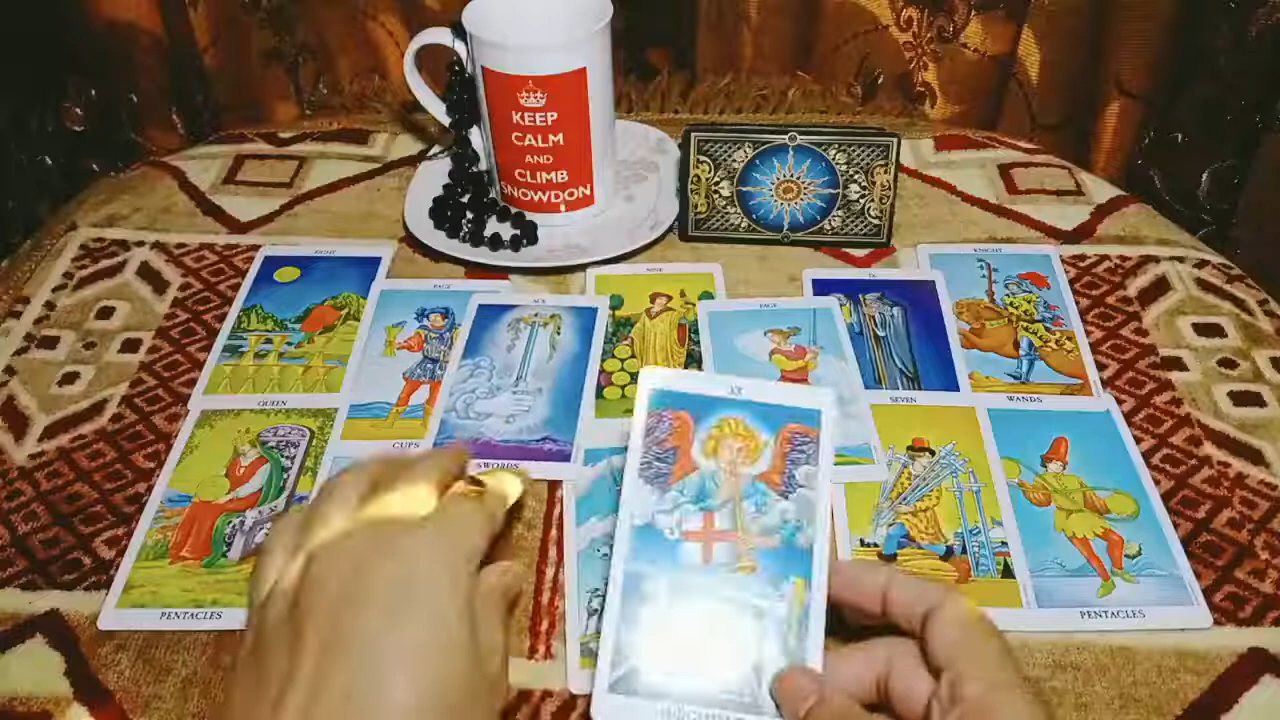 KEEP
CALM
AND
CLIMB
SNOWDON
EIGHT
PAGE
ACE
NINE
PAGE
IX
KNIGHT
QUEEN
CUPS
SWORDS
XX
SEVEN
WANDS
PENTACLES
PENTACLES